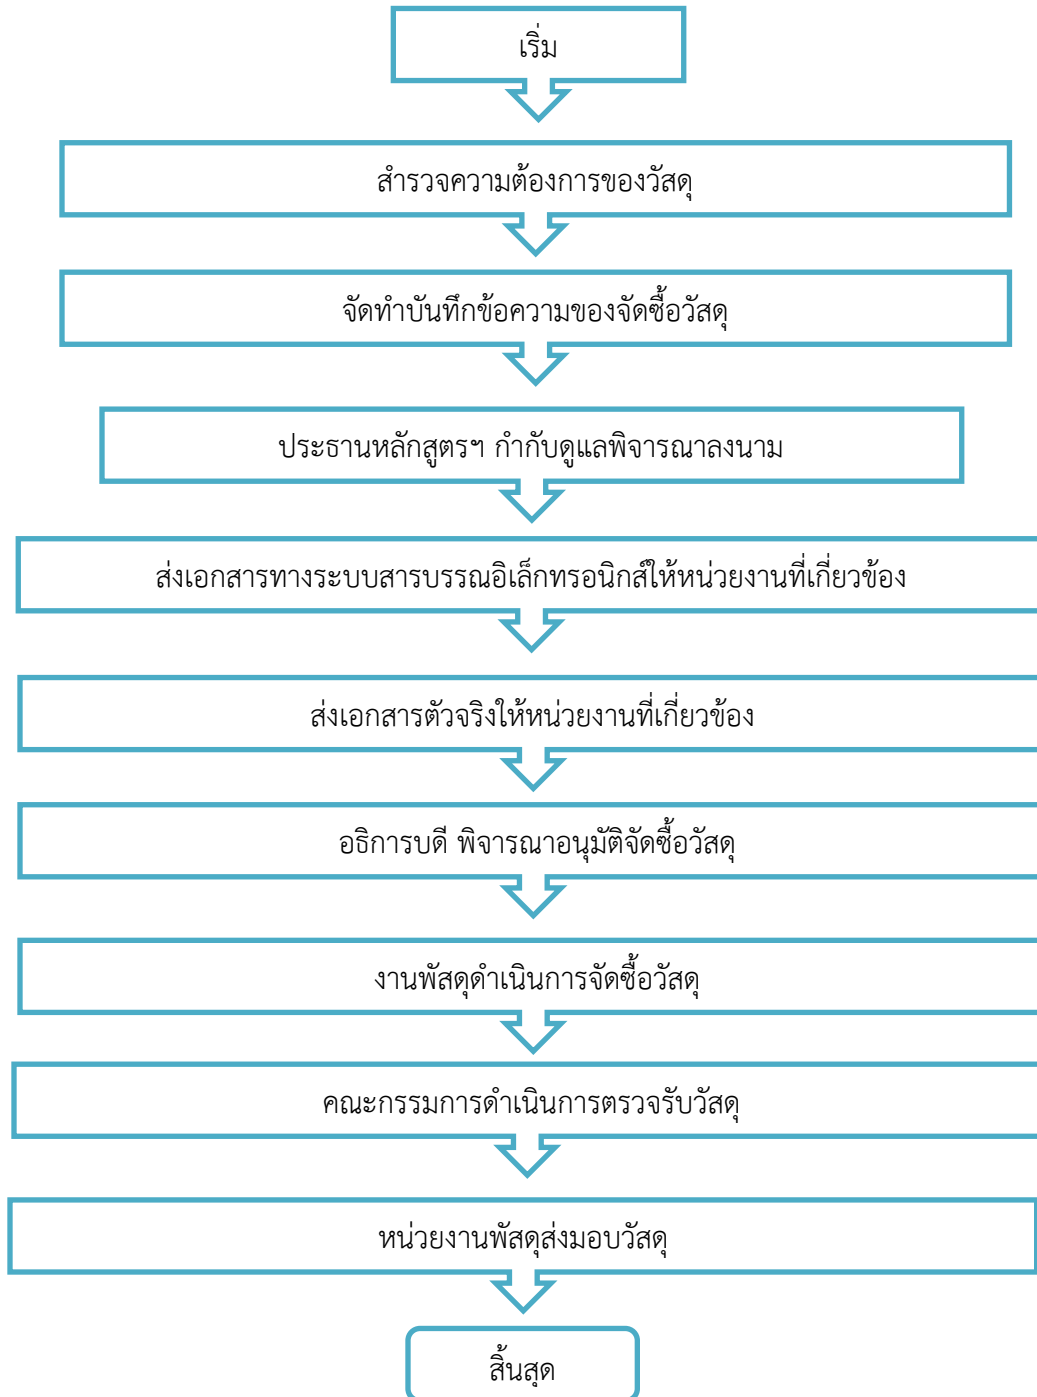 เริ่ม
สำรวจความต้องการของวัสดุ
จัดทำบันทึกข้อความของจัดซื้อวัสดุ
ประธานหลักสูตรฯ กำกับดูแลพิจารณาลงนาม
ส่งเอกสารทางระบบสารบรรณอิเล็กทรอนิกส์ให้หน่วยงานที่เกี่ยวข้อง
ส่งเอกสารตัวจริงให้หน่วยงานที่เกี่ยวข้อง
อธิการบดี พิจารณาอนุมัติจัดซื้อวัสดุ
งานพัสดุดำเนินการจัดซื้อวัสดุ
คณะกรรมการดำเนินการตรวจรับวัสดุ
หน่วยงานพัสดุส่งมอบวัสดุ
สิ้นสุด